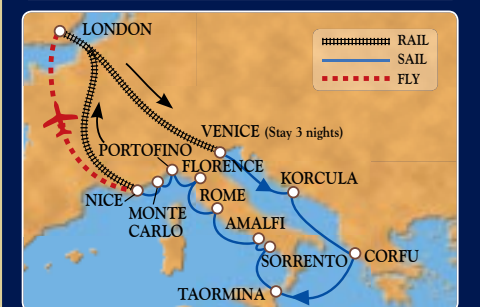 LONDON
RAIL
SAIL
FLY
VENICE (Stay 3 nights)
PORTOFINO
FLORENCE
KORCULA
NICE
MONTE
CARLO
ROME
AMALFI
SORRENTO
CORFU
TAORMINA